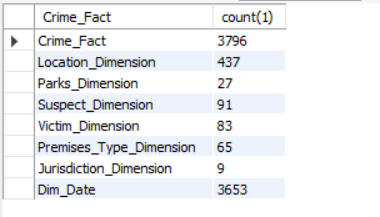 Crime_Fact count(1)
Crime_Fact 3796
Location_Dimension 437
Parks_Dimension 27
Suspect_Dimension 91
Victim_Dimension 83
Premises_Type_Dimension 65
Jurisdiction_Dimension 9
Dim_Date 3653